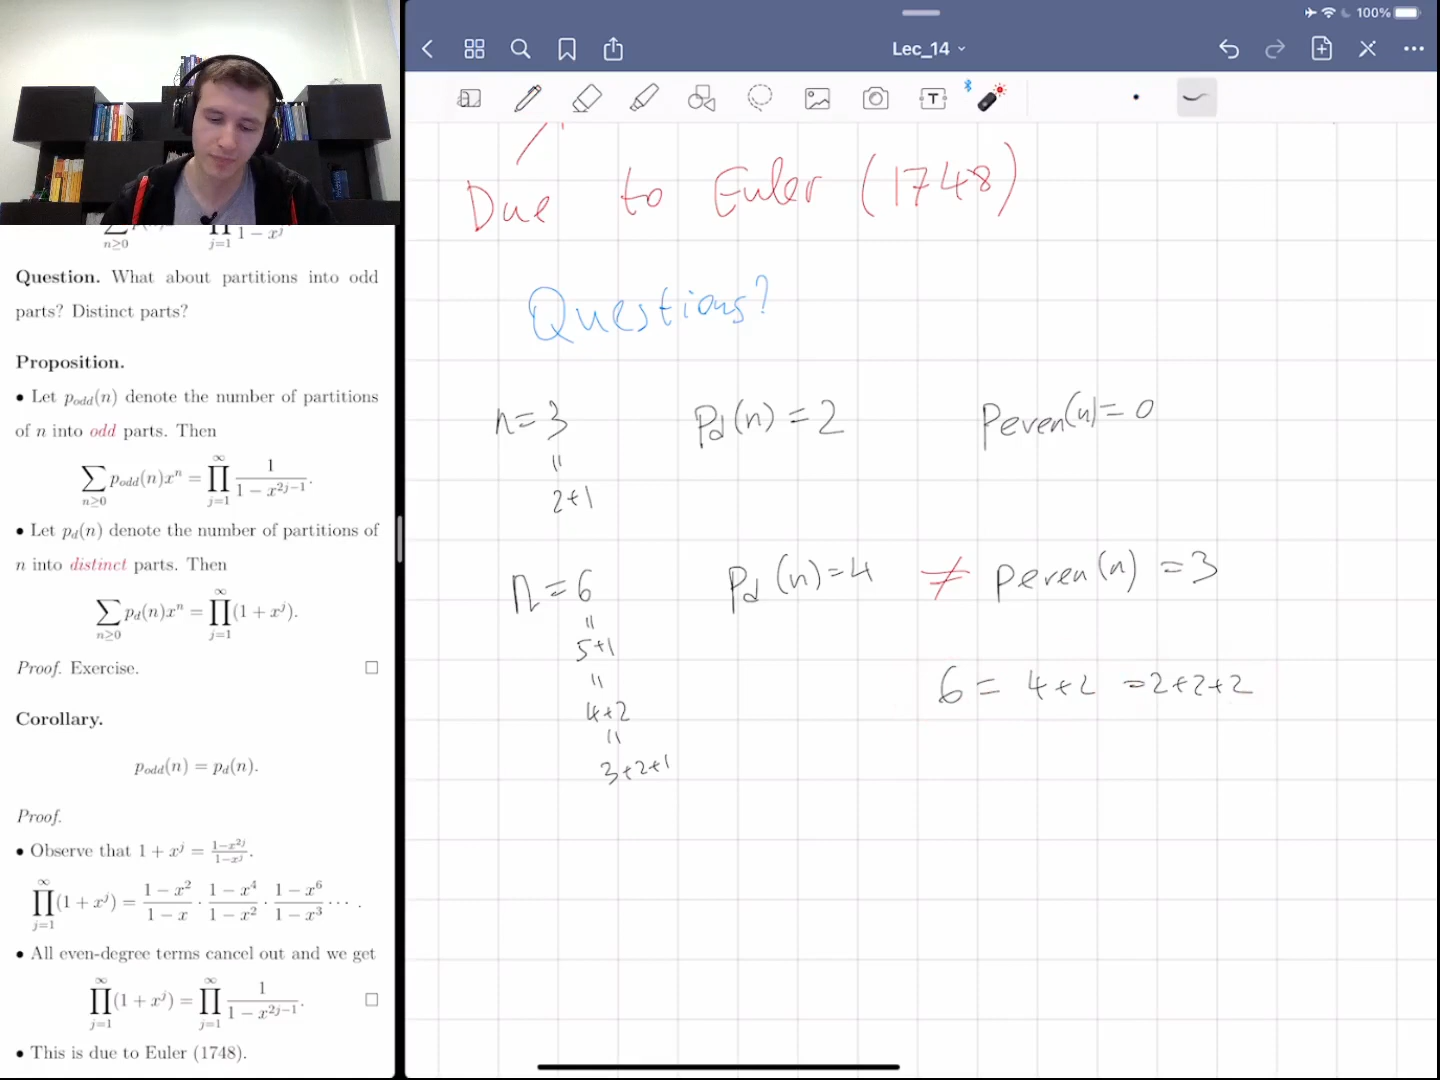 100%
Lec_14
Due to Euler (1748)
Questions?
n=3
"
2+1
Pd(n)=2
Peven(n)=0
n=6
"
5+1
"
4+2
"
3+2+1
Pd(n)=4 ≠ Peven(n)=3
6= 4+2 =2+2+2
n≥0 j=1 1 − x^j
Question. What about partitions into odd
parts? Distinct parts?
Proposition.
• Let p_odd(n) denote the number of partitions
of n into odd parts. Then
∑_{n≥0} p_odd(n)x^n = ∏_{j=1}^∞ 1/(1 − x^{2j−1}).
• Let p_d(n) denote the number of partitions of
n into distinct parts. Then
∑_{n≥0} p_d(n)x^n = ∏_{j=1}^∞ (1 + x^j).
Proof. Exercise. □
Corollary.
p_odd(n) = p_d(n).
Proof.
• Observe that 1 + x^j = (1−x^{2j})/(1−x^j).
∏_{j=1}^∞ (1 + x^j) = (1 − x^2)/(1 − x) · (1 − x^4)/(1 − x^2) · (1 − x^6)/(1 − x^3) ⋯ .
• All even-degree terms cancel out and we get
∏_{j=1}^∞ (1 + x^j) = ∏_{j=1}^∞ 1/(1 − x^{2j−1}). □
• This is due to Euler (1748).